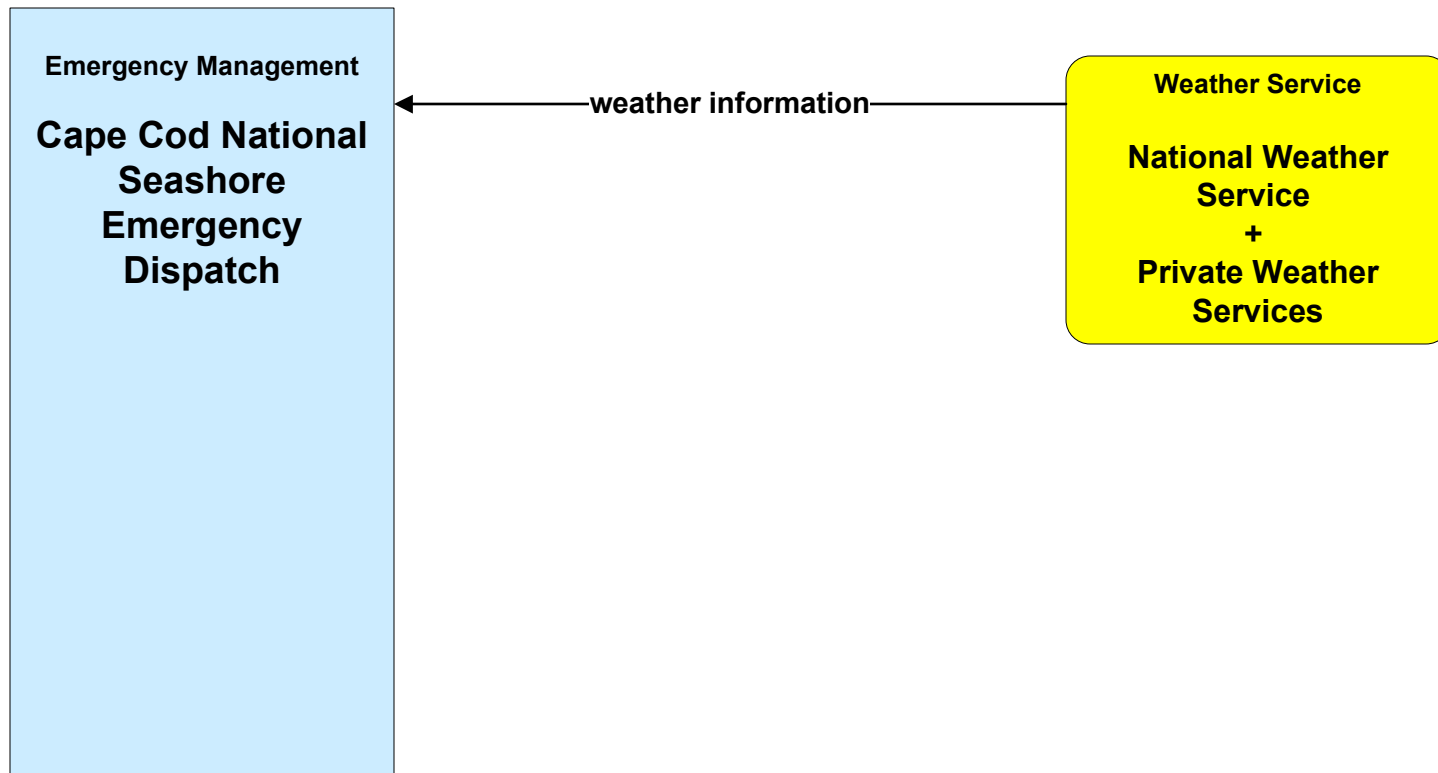 Emergency Management
Cape Cod National
Seashore
Emergency
Dispatch
weather information
Weather Service
National Weather
Service
+
Private Weather
Services